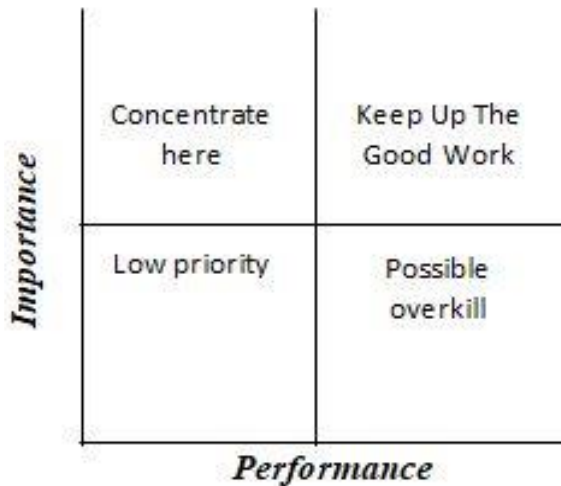 Concentrate
here
Keep Up The
Good Work
Importance
Low priority
Possible
overkill
Performance